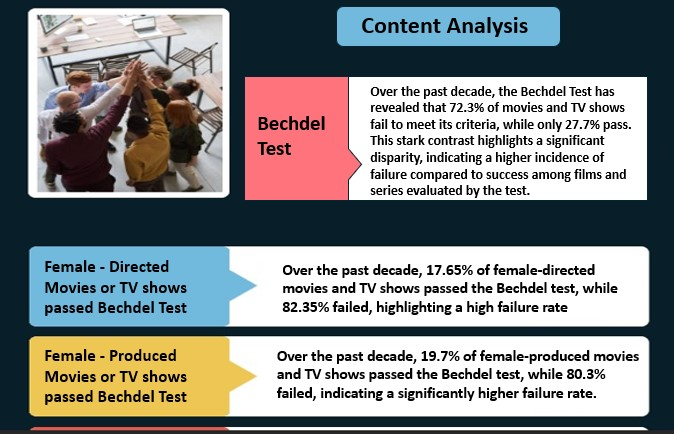 Content Analysis
Bechdel
Test
Over the past decade, the Bechdel Test has
revealed that 72.3% of movies and TV shows
fail to meet its criteria, while only 27.7% pass.
This stark contrast highlights a significant
disparity, indicating a higher incidence of
failure compared to success among films and
series evaluated by the test.
Female - Directed
Movies or TV shows
passed Bechdel Test
Over the past decade, 17.65% of female-directed
movies and TV shows passed the Bechdel test, while
82.35% failed, highlighting a high failure rate
Female - Produced
Movies or TV shows
passed Bechdel Test
Over the past decade, 19.7% of female-produced movies
and TV shows passed the Bechdel test, while 80.3%
failed, indicating a significantly higher failure rate.